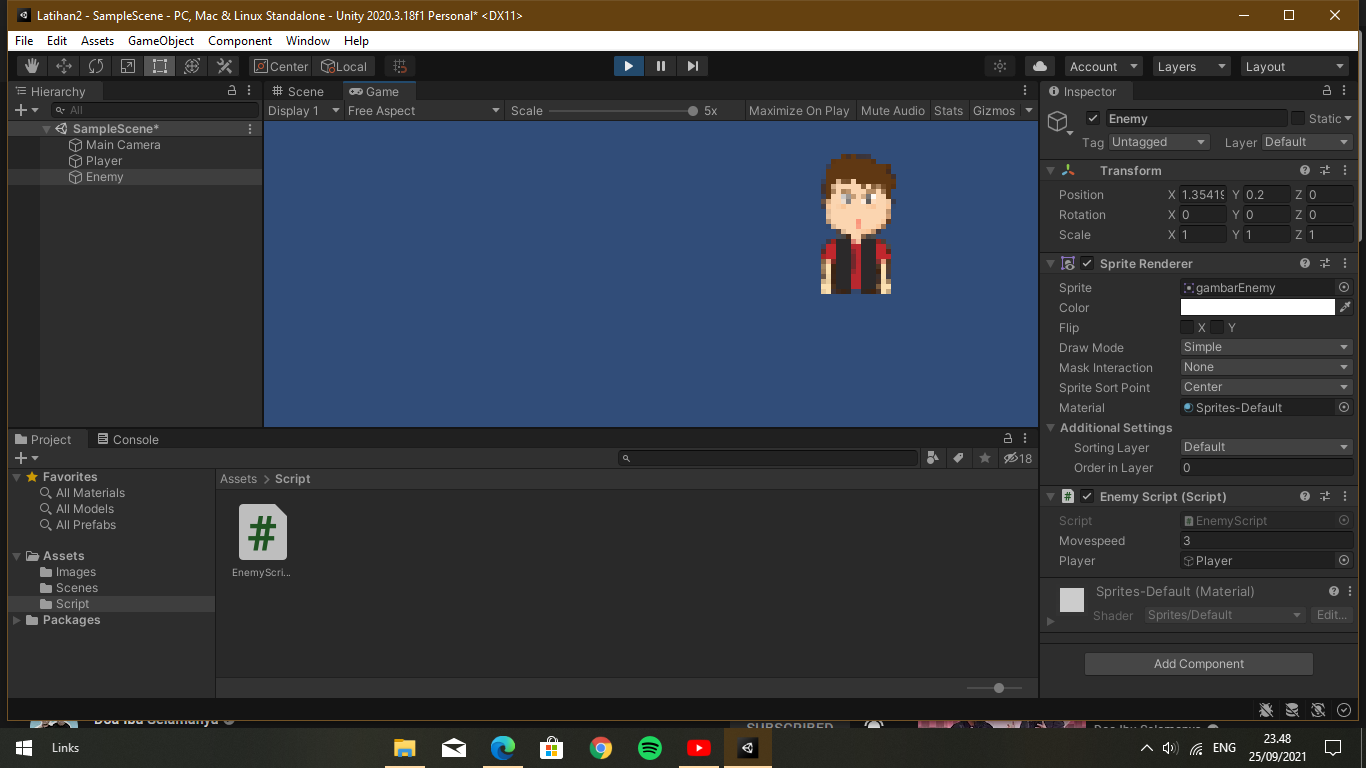 Latihan2 - SampleScene - PC, Mac & Linux Standalone - Unity 2020.3.18f1 Personal* <DX11>
File Edit Assets GameObject Component Window Help
Center Local Account Layers Layout
Hierarchy
All
SampleScene*
Main Camera
Player
Enemy
Scene Game
Display 1 Free Aspect Scale 5x Maximize On Play Mute Audio Stats Gizmos
Inspector
Enemy Static
Tag Untagged Layer Default
Transform
Position X 1.35419 Y 0.2 Z 0
Rotation X 0 Y 0 Z 0
Scale X 1 Y 1 Z 1
Sprite Renderer
Sprite gambarEnemy
Color
Flip X Y
Draw Mode Simple
Mask Interaction None
Sprite Sort Point Center
Material Sprites-Default
Additional Settings
Sorting Layer Default
Order in Layer 0
# Enemy Script (Script)
Script # EnemyScript
Movespeed 3
Player Player
Sprites-Default (Material)
Shader Sprites/Default Edit...
Add Component
Project Console
18
Favorites
All Materials
All Models
All Prefabs
Assets
Images
Scenes
Script
Packages
Assets > Script
#
EnemyScri...
Doa Ibu Selamanya
SUBSCRIBED
Doa Ibu Selamanya
Links
ENG
23.48
25/09/2021